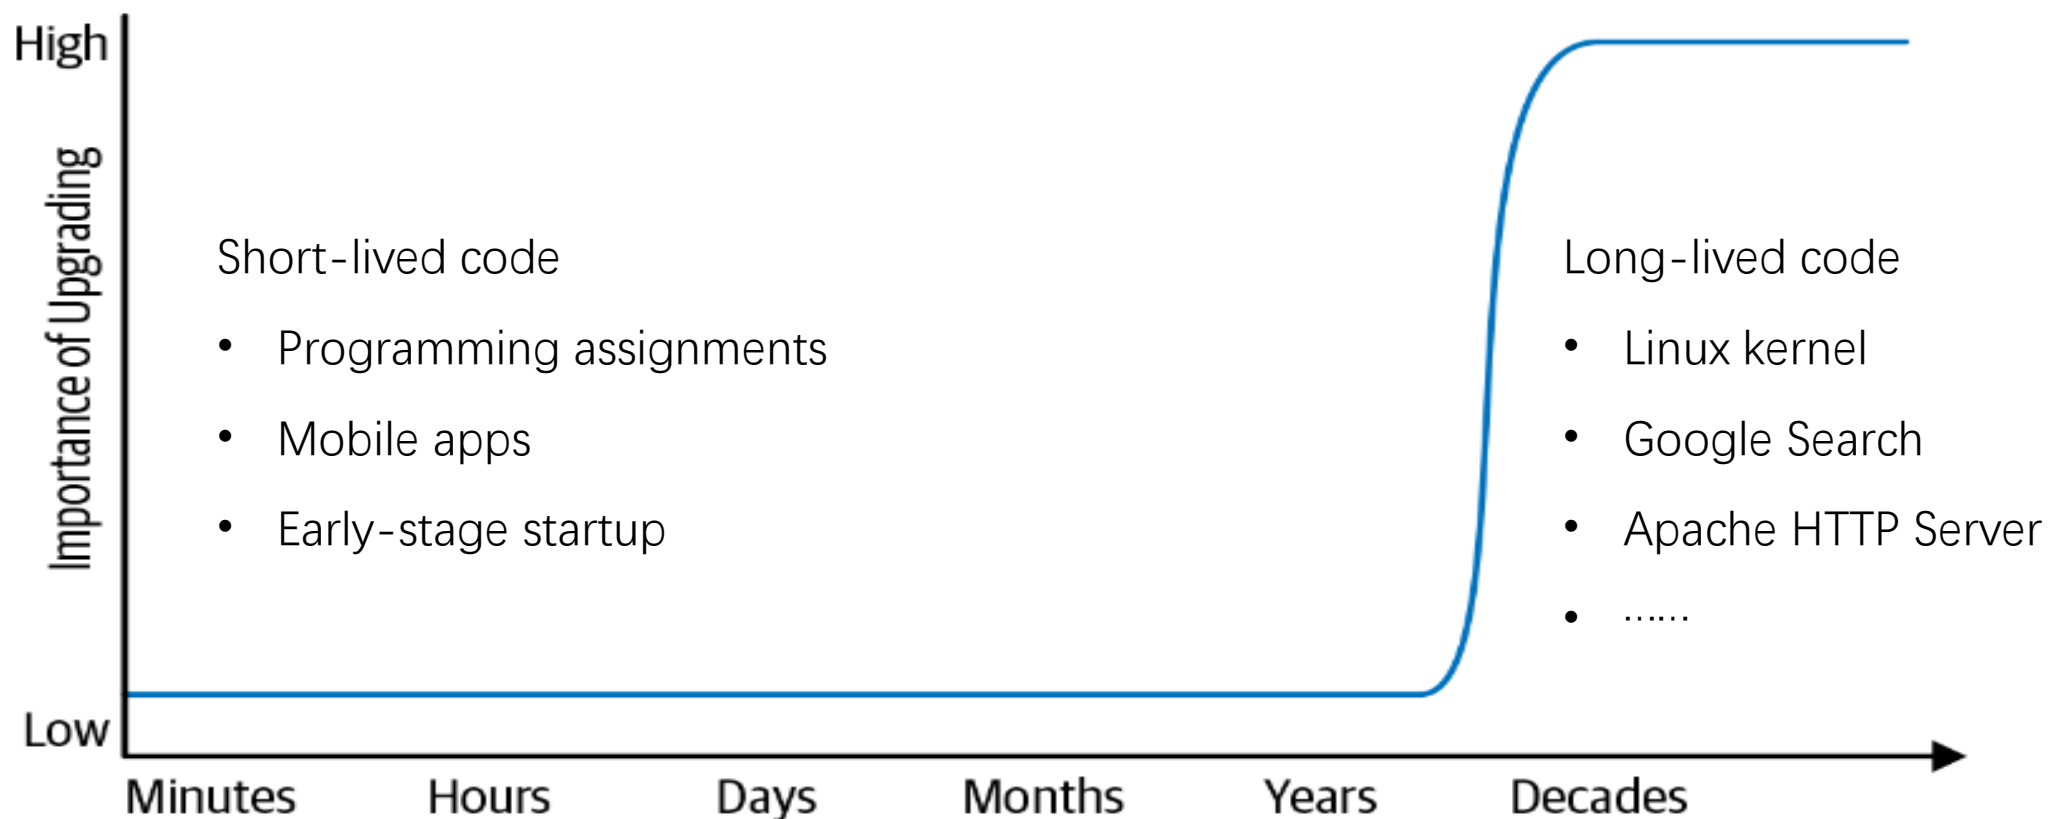 High
Importance of Upgrading
Short-lived code
• Programming assignments
• Mobile apps
• Early-stage startup
Long-lived code
• Linux kernel
• Google Search
• Apache HTTP Server
• ……
Low
Minutes Hours Days Months Years Decades